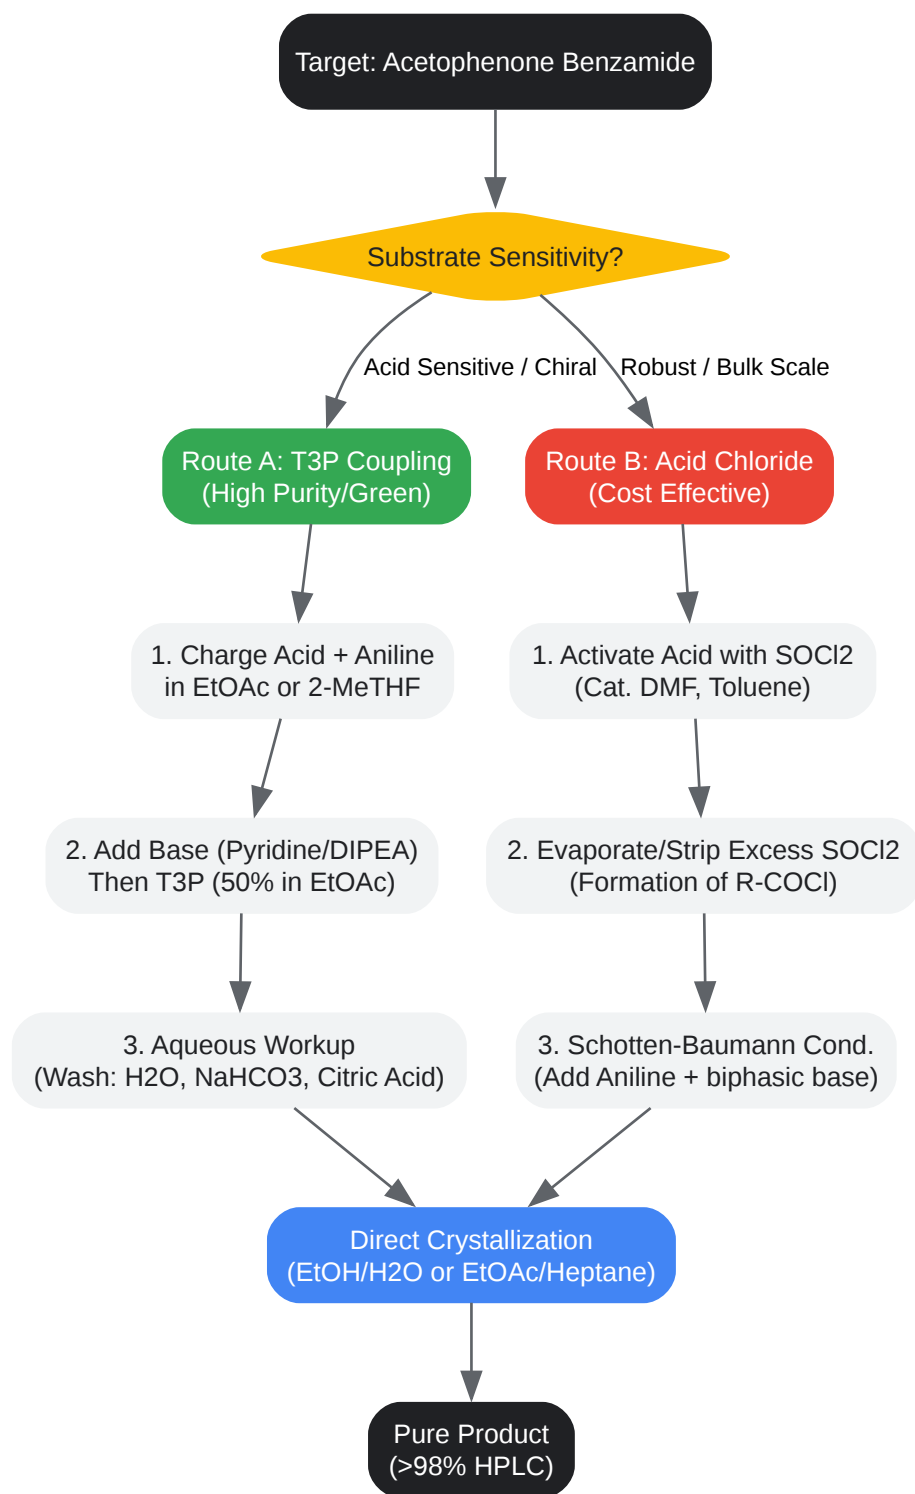 Target: Acetophenone Benzamide
Substrate Sensitivity?
Acid Sensitive / Chiral
Robust / Bulk Scale
Route A: T3P Coupling
(High Purity/Green)
Route B: Acid Chloride
(Cost Effective)
1. Charge Acid + Aniline
in EtOAc or 2-MeTHF
1. Activate Acid with SOCl2
(Cat. DMF, Toluene)
2. Add Base (Pyridine/DIPEA)
Then T3P (50% in EtOAc)
2. Evaporate/Strip Excess SOCl2
(Formation of R-COCl)
3. Aqueous Workup
(Wash: H2O, NaHCO3, Citric Acid)
3. Schotten-Baumann Cond.
(Add Aniline + biphasic base)
Direct Crystallization
(EtOH/H2O or EtOAc/Heptane)
Pure Product
(>98% HPLC)